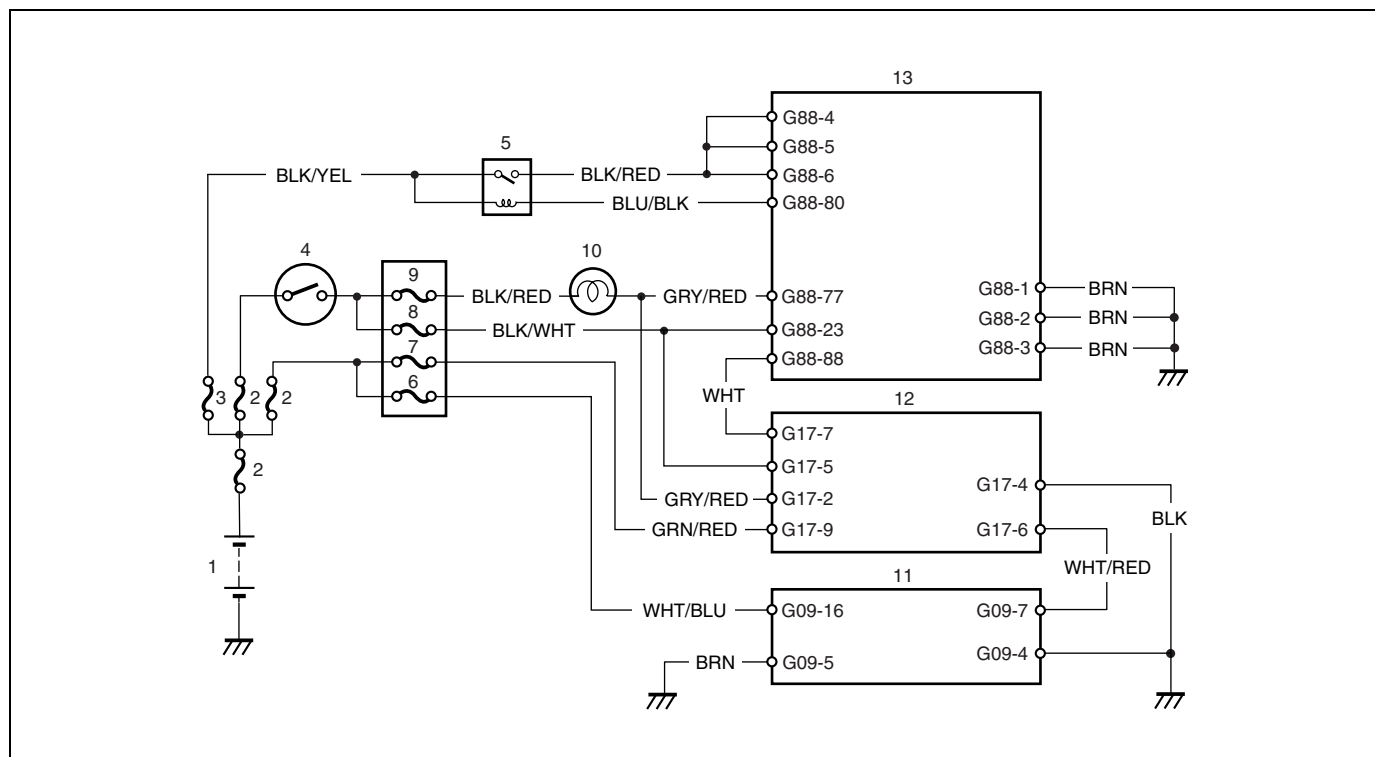 13
G88-4
5
G88-5
BLK/YEL
BLK/RED
G88-6
BLU/BLK
G88-80
4
10
9
BLK/RED
GRY/RED
G88-77
G88-1
BRN
8
BLK/WHT
G88-23
G88-2
BRN
7
G88-88
G88-3
BRN
6
WHT
3
2
2
12
G17-7
2
G17-5
G17-4
GRY/RED
G17-2
BLK
GRN/RED
G17-9
G17-6
1
WHT/RED
11
WHT/BLU
G09-16
G09-7
BRN
G09-5
G09-4